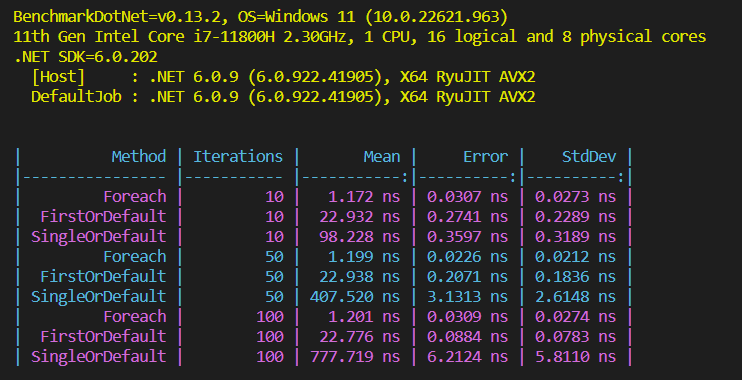 BenchmarkDotNet=v0.13.2, OS=Windows 11 (10.0.22621.963)
11th Gen Intel Core i7-11800H 2.30GHz, 1 CPU, 16 logical and 8 physical cores
.NET SDK=6.0.202
  [Host]     : .NET 6.0.9 (6.0.922.41905), X64 RyuJIT AVX2
  DefaultJob : .NET 6.0.9 (6.0.922.41905), X64 RyuJIT AVX2
|          Method | Iterations |       Mean |     Error |    StdDev |
|---------------- |----------- |-----------:|----------:|----------:|
|         Foreach |         10 |   1.172 ns | 0.0307 ns | 0.0273 ns |
|  FirstOrDefault |         10 |  22.932 ns | 0.2741 ns | 0.2289 ns |
| SingleOrDefault |         10 |  98.228 ns | 0.3597 ns | 0.3189 ns |
|         Foreach |         50 |   1.199 ns | 0.0226 ns | 0.0212 ns |
|  FirstOrDefault |         50 |  22.938 ns | 0.2071 ns | 0.1836 ns |
| SingleOrDefault |         50 | 407.520 ns | 3.1313 ns | 2.6148 ns |
|         Foreach |        100 |   1.201 ns | 0.0309 ns | 0.0274 ns |
|  FirstOrDefault |        100 |  22.776 ns | 0.0884 ns | 0.0783 ns |
| SingleOrDefault |        100 | 777.719 ns | 6.2124 ns | 5.8110 ns |